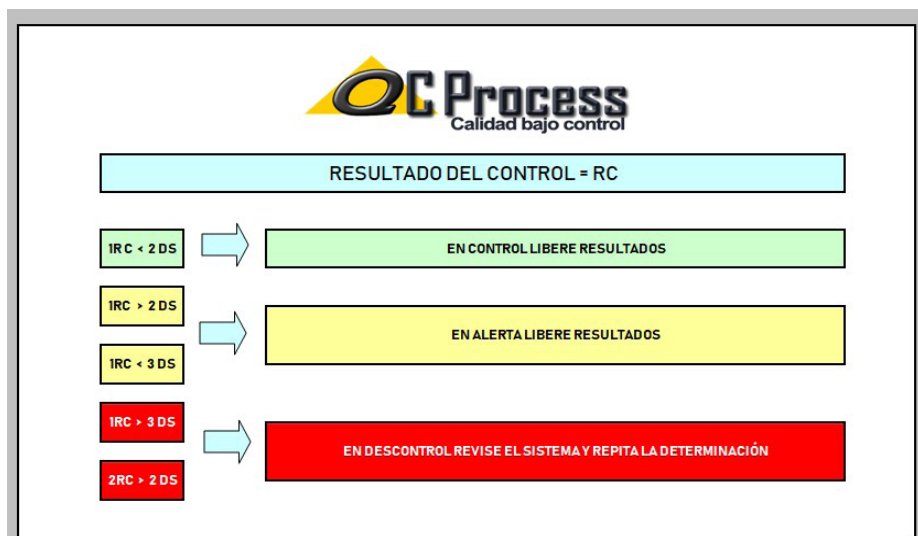 QC Process
Calidad bajo control
RESULTADO DEL CONTROL = RC
1RC < 2 DS
EN CONTROL LIBERE RESULTADOS
1RC > 2 DS
EN ALERTA LIBERE RESULTADOS
1RC < 3 DS
1RC > 3 DS
EN DESCONTROL REVISE EL SISTEMA Y REPITA LA DETERMINACIÓN
2RC > 2 DS